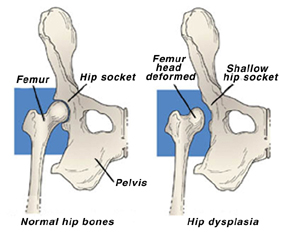 Femur
Hip socket
Pelvis
Normal hip bones
Femur
head
deformed
Shallow
hip socket
Hip dysplasia